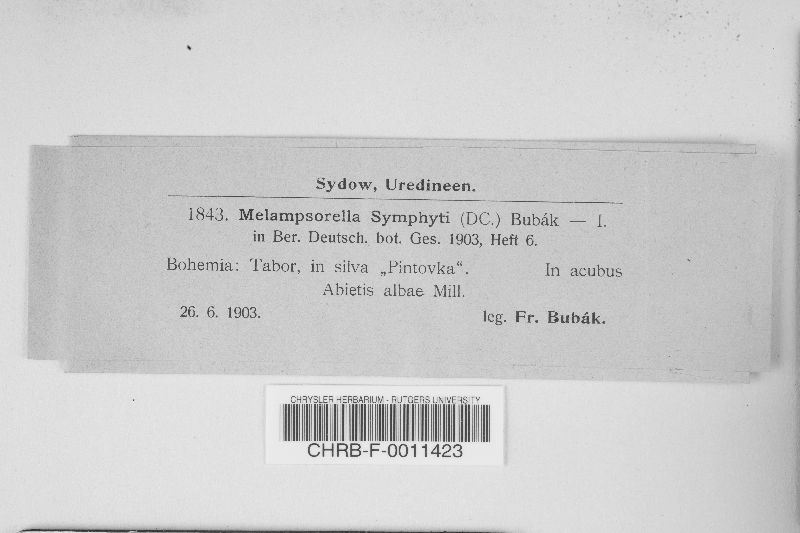 Sydow, Uredineen.
1843. Melampsorella Symphyti (DC.) Bubák — I.
in Ber. Deutsch. bot. Ges. 1903, Heft 6.
Bohemia: Tabor, in silva „Pintovka“. In acubus
Abietis albae Mill.
26. 6. 1903. leg. Fr. Bubák.
CHRYSLER HERBARIUM - RUTGERS UNIVERSITY
CHRB-F-0011423